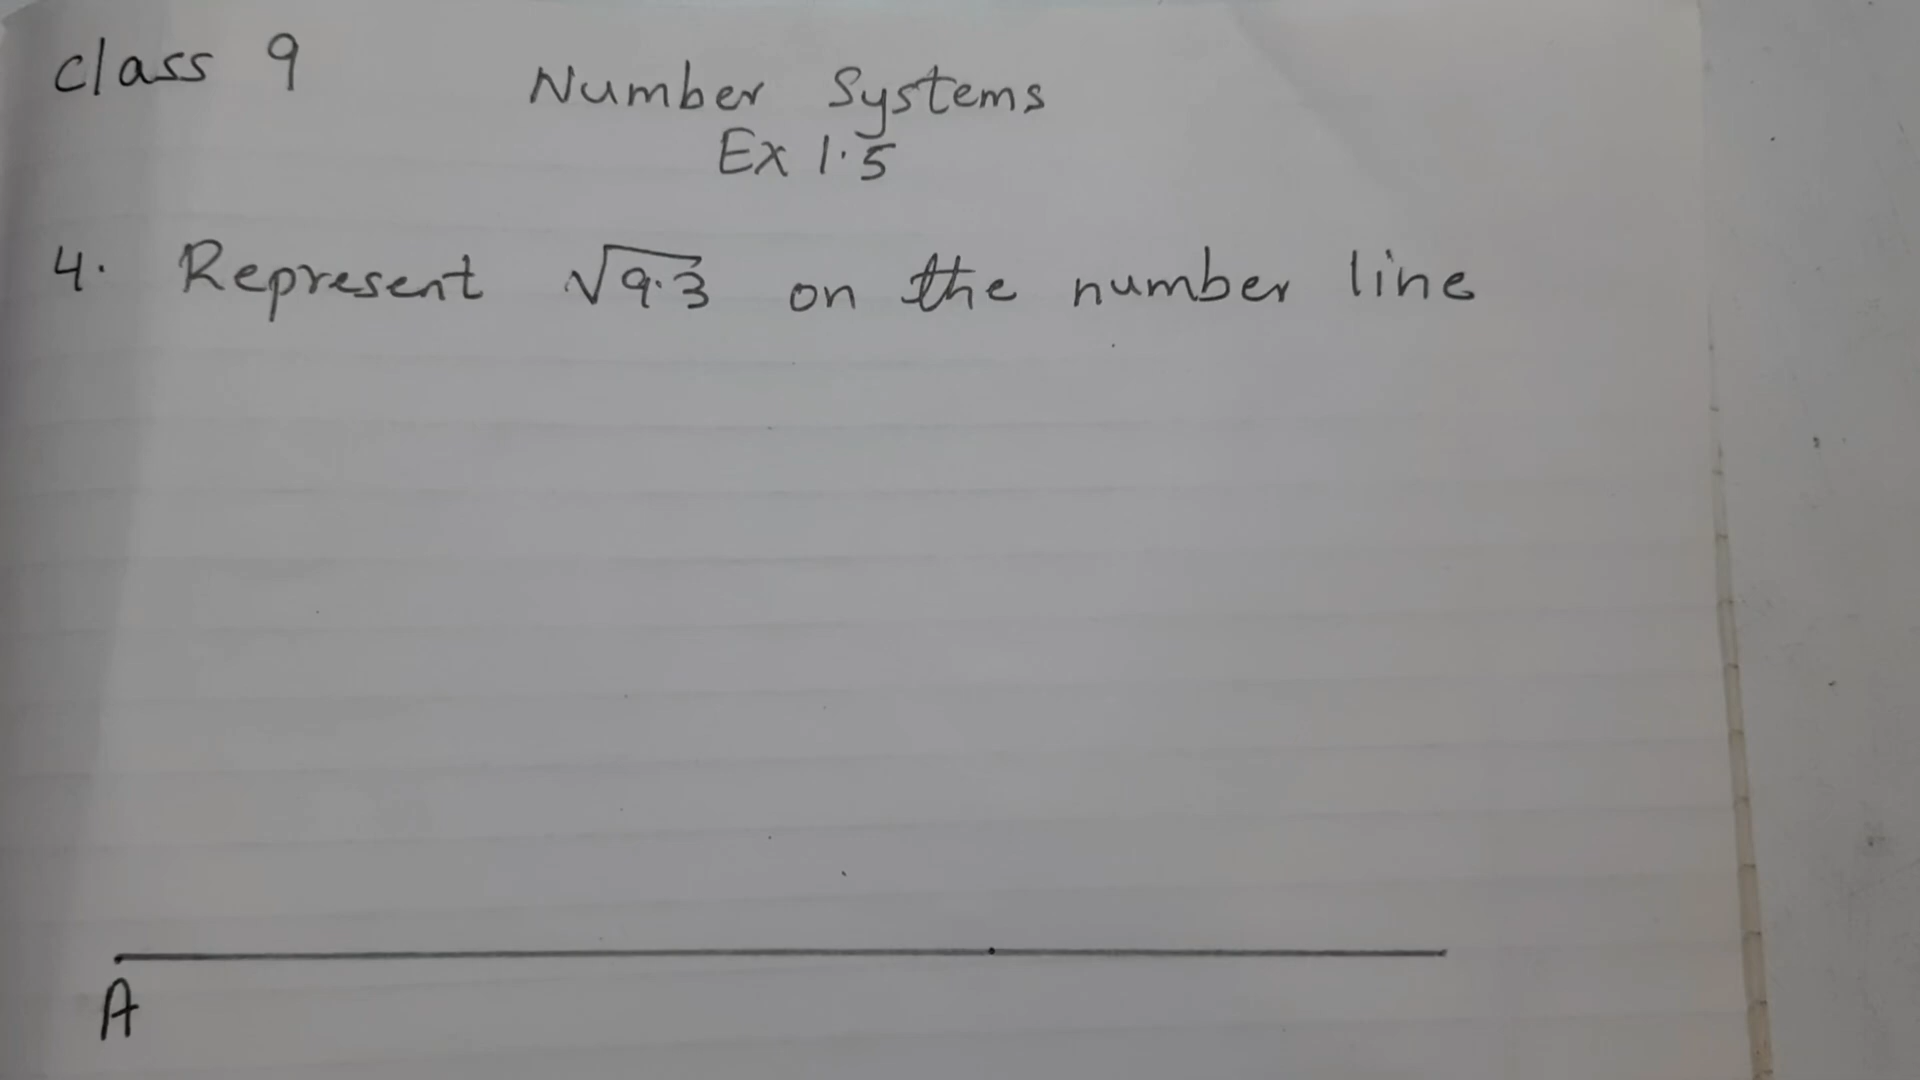 class 9
Number Systems
Ex 1.5
4. Represent √9.3 on the number line
A